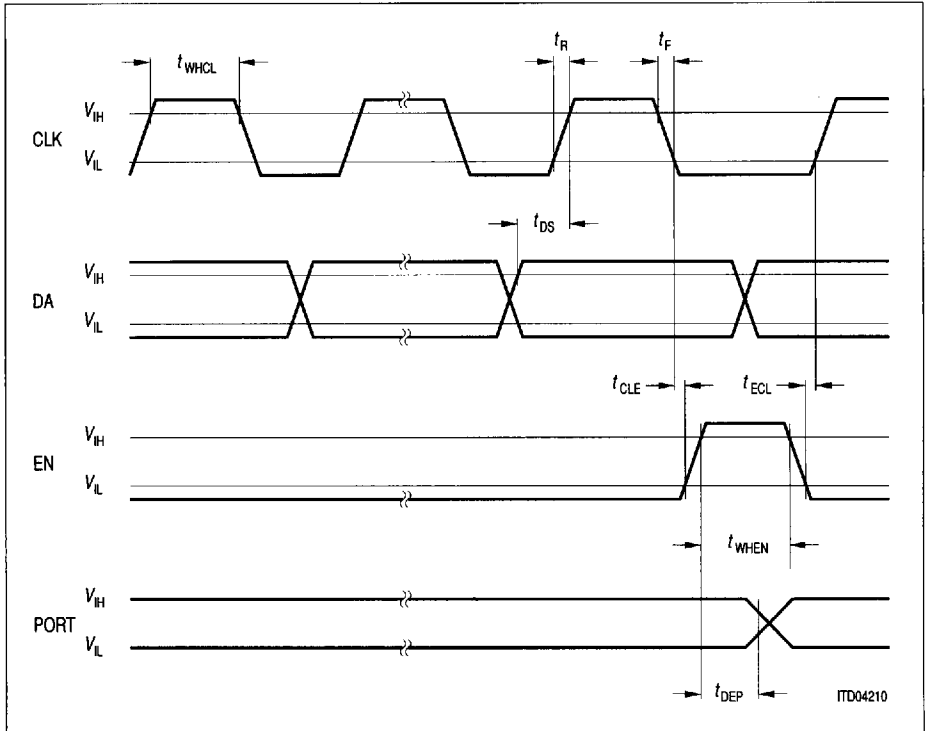 t_R t_F
t_WHCL
V_IH
CLK
V_IL
t_DS
V_IH
DA
V_IL
t_CLE t_ECL
V_IH
EN
V_IL
t_WHEN
V_IH
PORT
V_IL
t_DEP
ITD04210